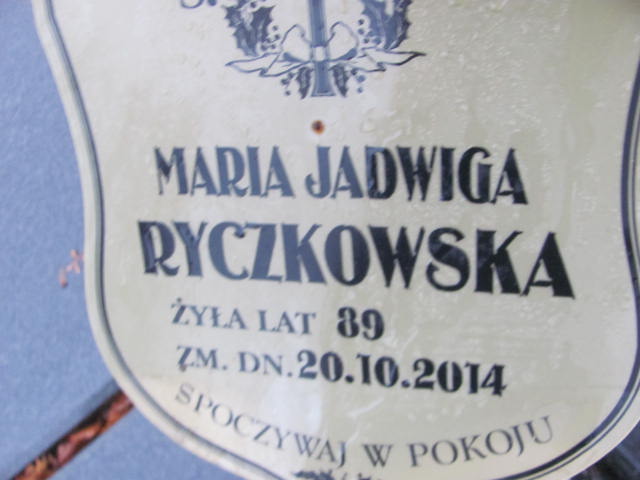 MARIA JADWIGA
RYCZKOWSKA
ŻYŁA LAT 89
ZM. DN. 20.10.2014
SPOCZYWAJ W POKOJU